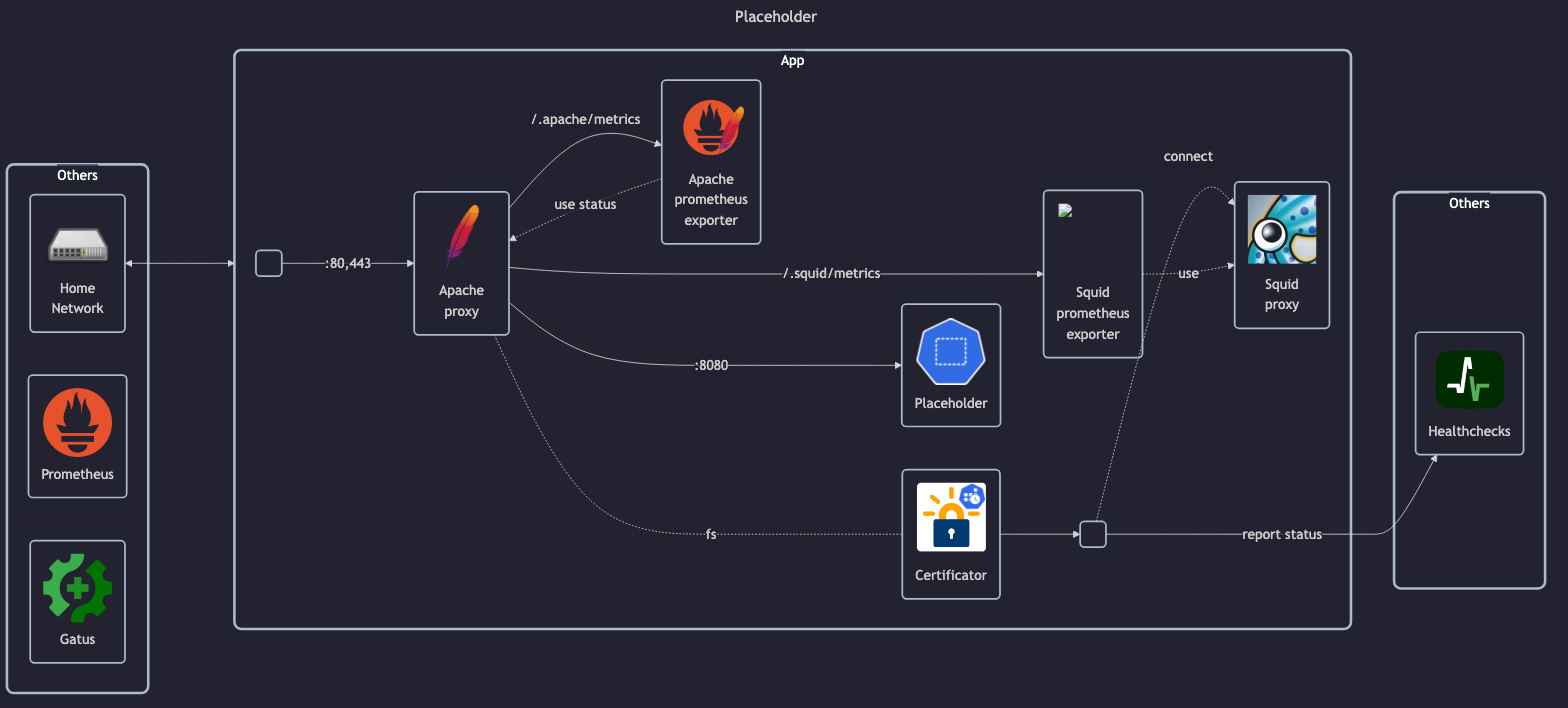 Placeholder
App
Others
Home
Network
Prometheus
Gatus
:80,443
Apache
proxy
/.apache/metrics
use status
Apache
prometheus
exporter
/.squid/metrics
:8080
fs
Placeholder
Certificator
Squid
prometheus
exporter
connect
use
Squid
proxy
report status
Others
Healthchecks